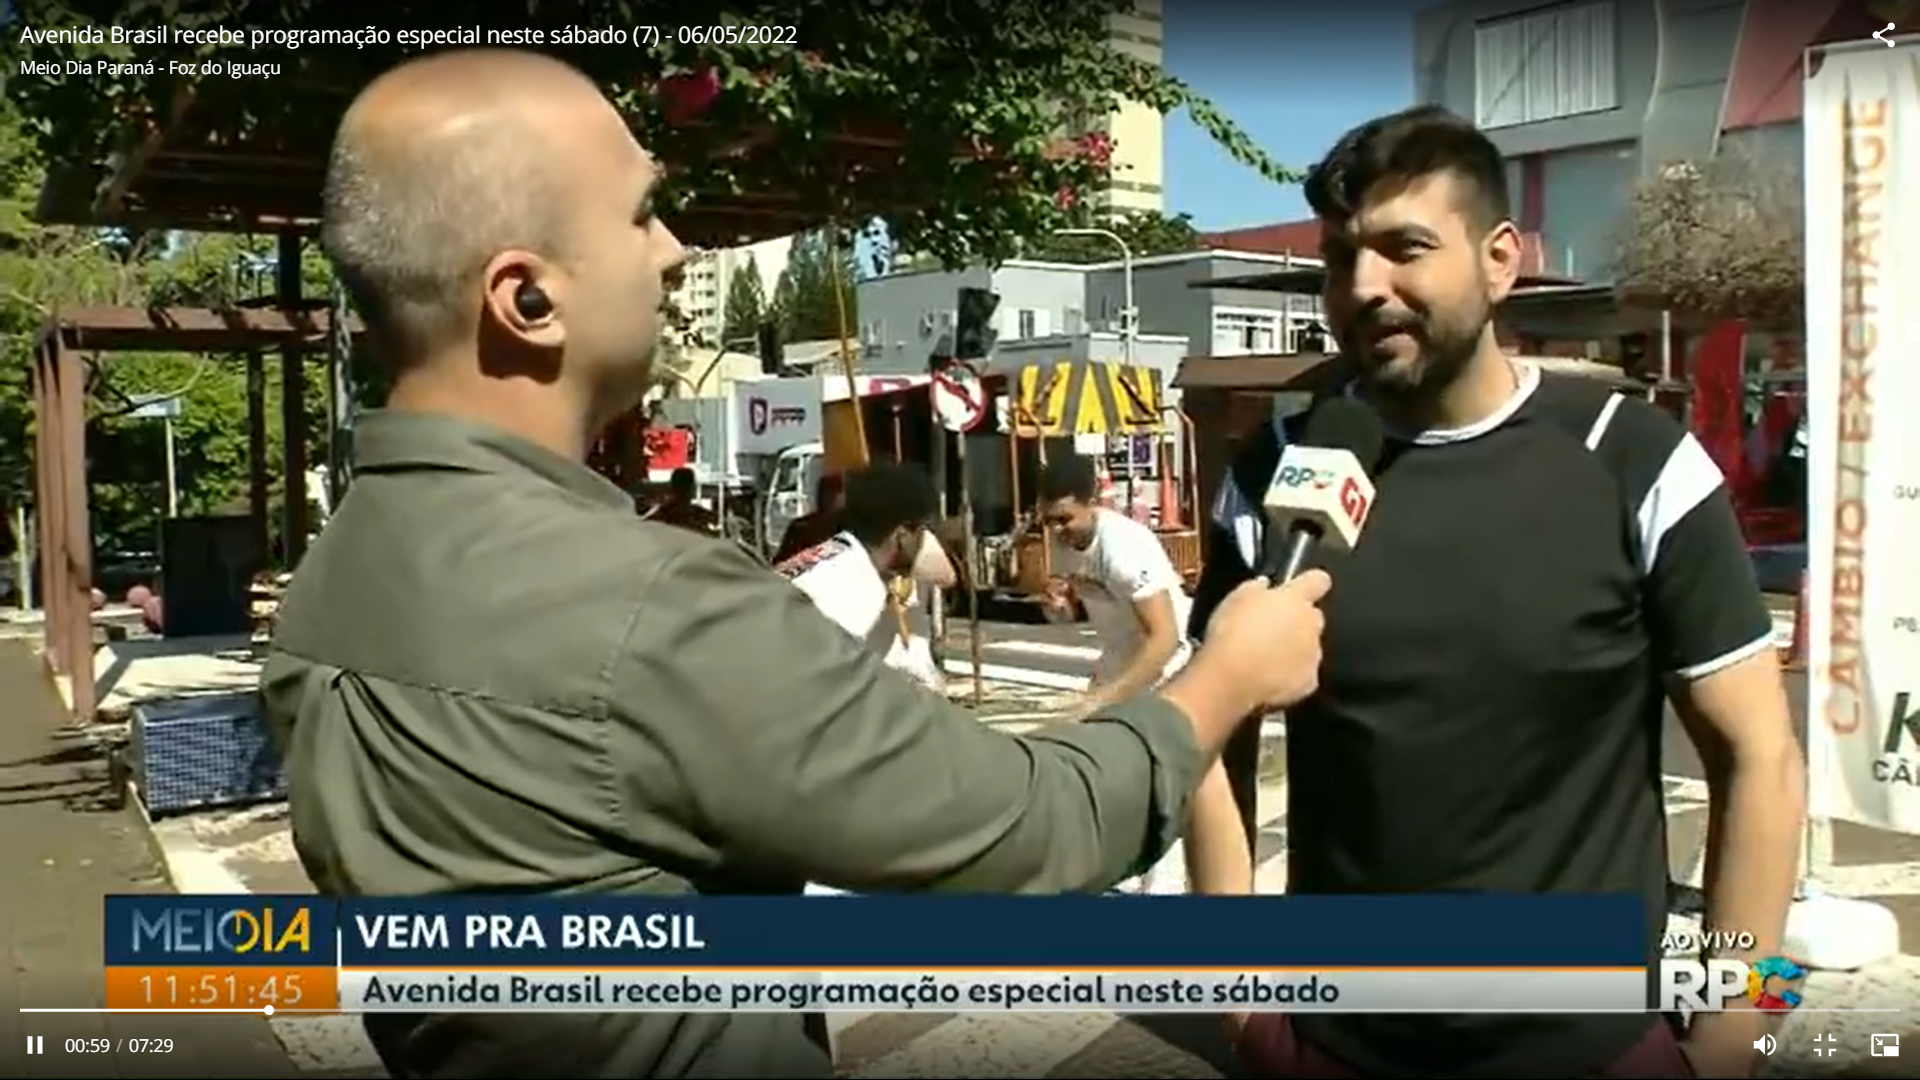 Avenida Brasil recebe programação especial neste sábado (7) - 06/05/2022
Meio Dia Paraná - Foz do Iguaçu
CÂMBIO / EXCHANGE
RPC
G1
MEIODIA
VEM PRA BRASIL
11:51:45
Avenida Brasil recebe programação especial neste sábado
AO VIVO
RPC
00:59 / 07:29